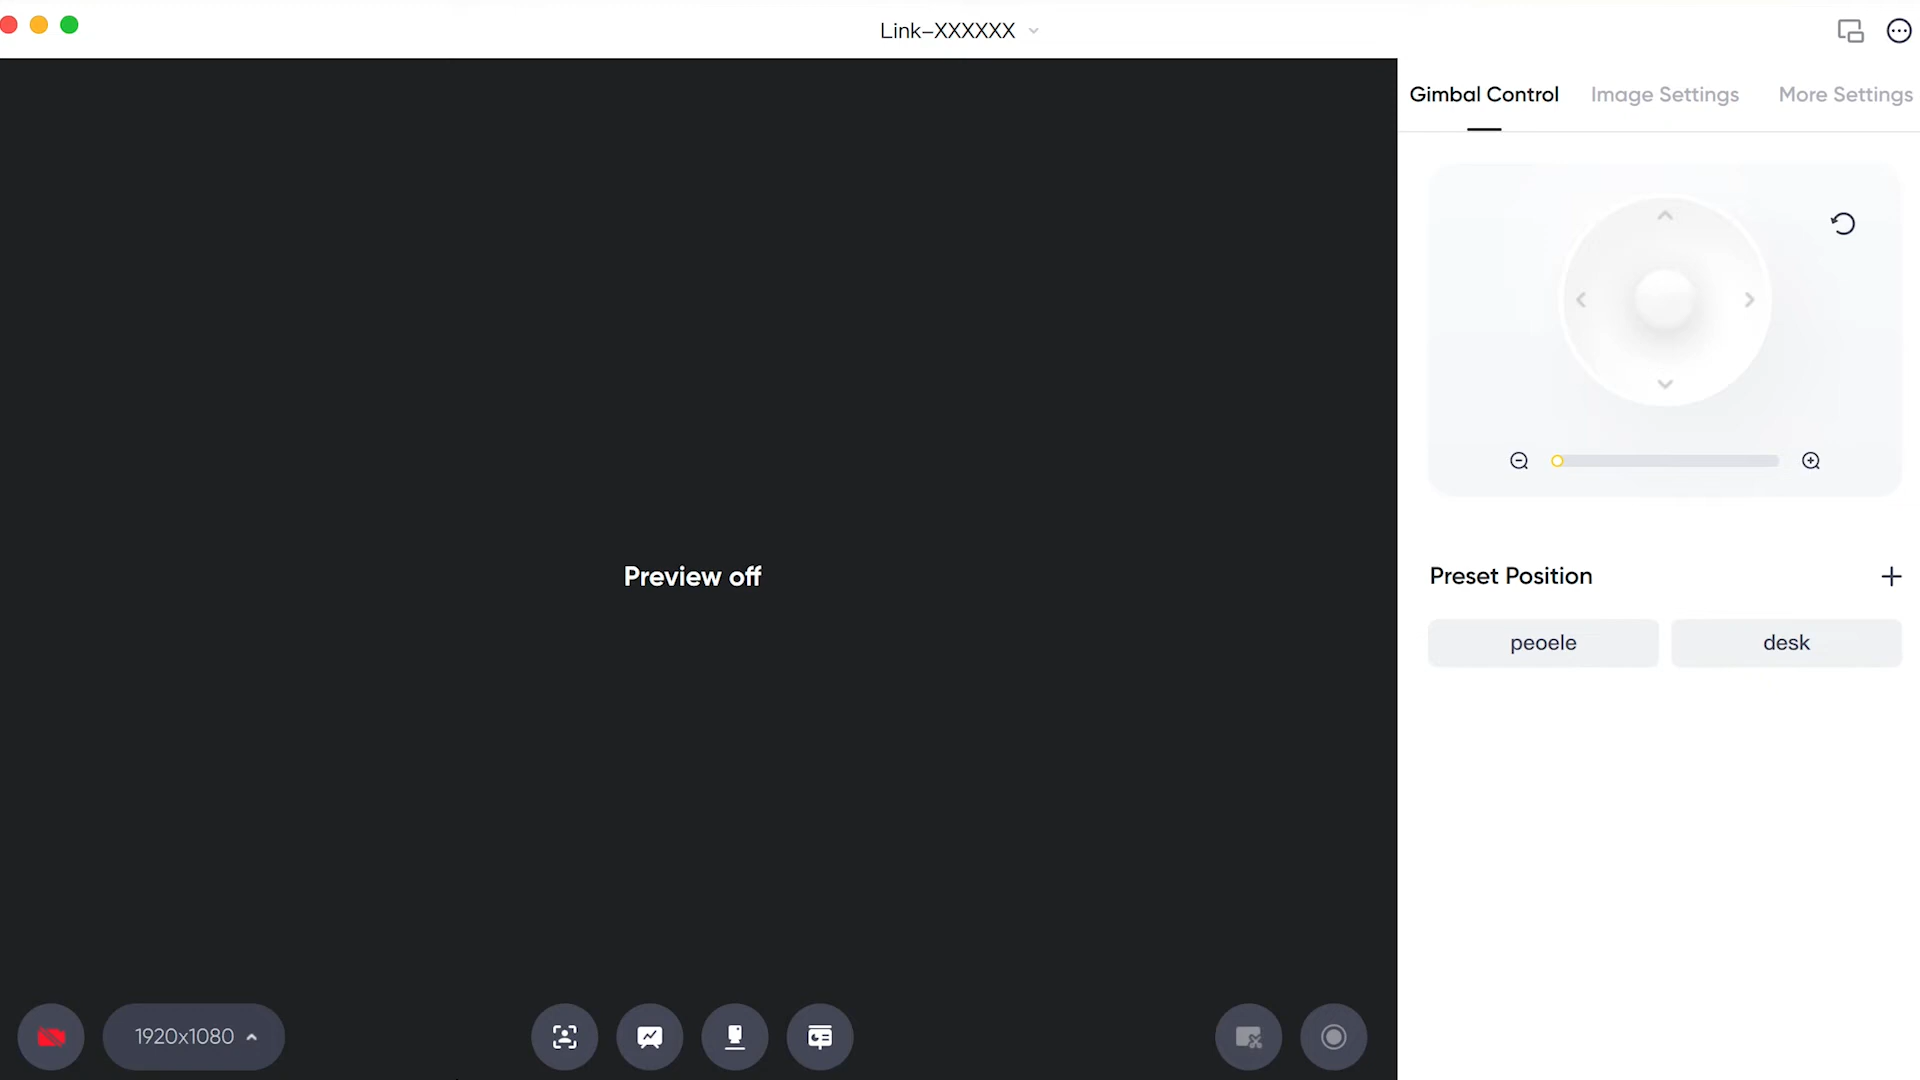 Link-XXXXXX
Gimbal Control Image Settings More Settings
Preview off
Preset Position
peoele desk
1920x1080